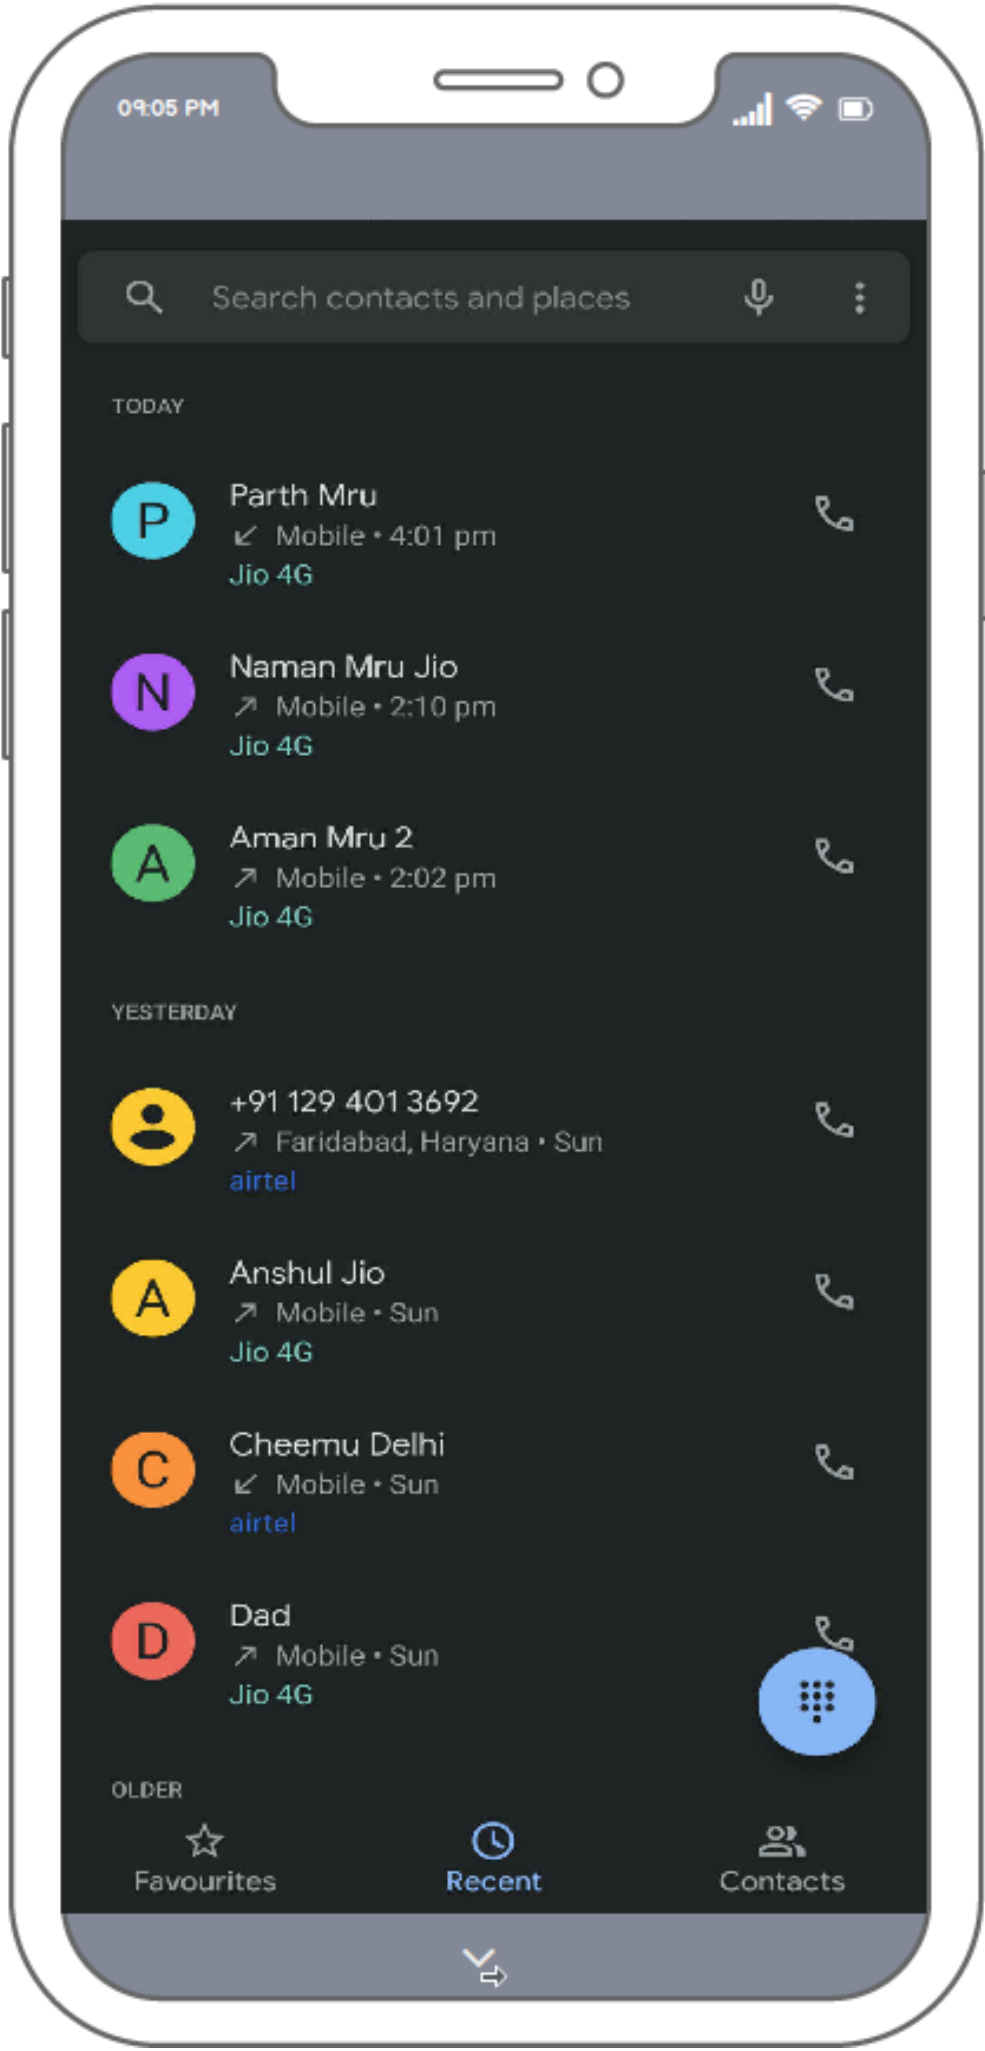 09:05 PM
Search contacts and places
TODAY
P
Parth Mru
Mobile • 4:01 pm
Jio 4G
N
Naman Mru Jio
Mobile • 2:10 pm
Jio 4G
A
Aman Mru 2
Mobile • 2:02 pm
Jio 4G
YESTERDAY
+91 129 401 3692
Faridabad, Haryana • Sun
airtel
A
Anshul Jio
Mobile • Sun
Jio 4G
C
Cheemu Delhi
Mobile • Sun
airtel
D
Dad
Mobile • Sun
Jio 4G
OLDER
Favourites
Recent
Contacts